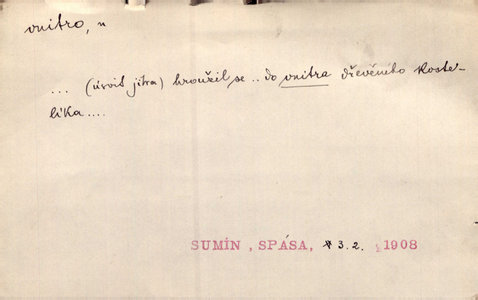 vnitro, n
... (úsvit jitra) hroužil se .. do vnitra dřevěného koste-
líka ....
SUMÍN, SPÁSA, 3.2. 1908